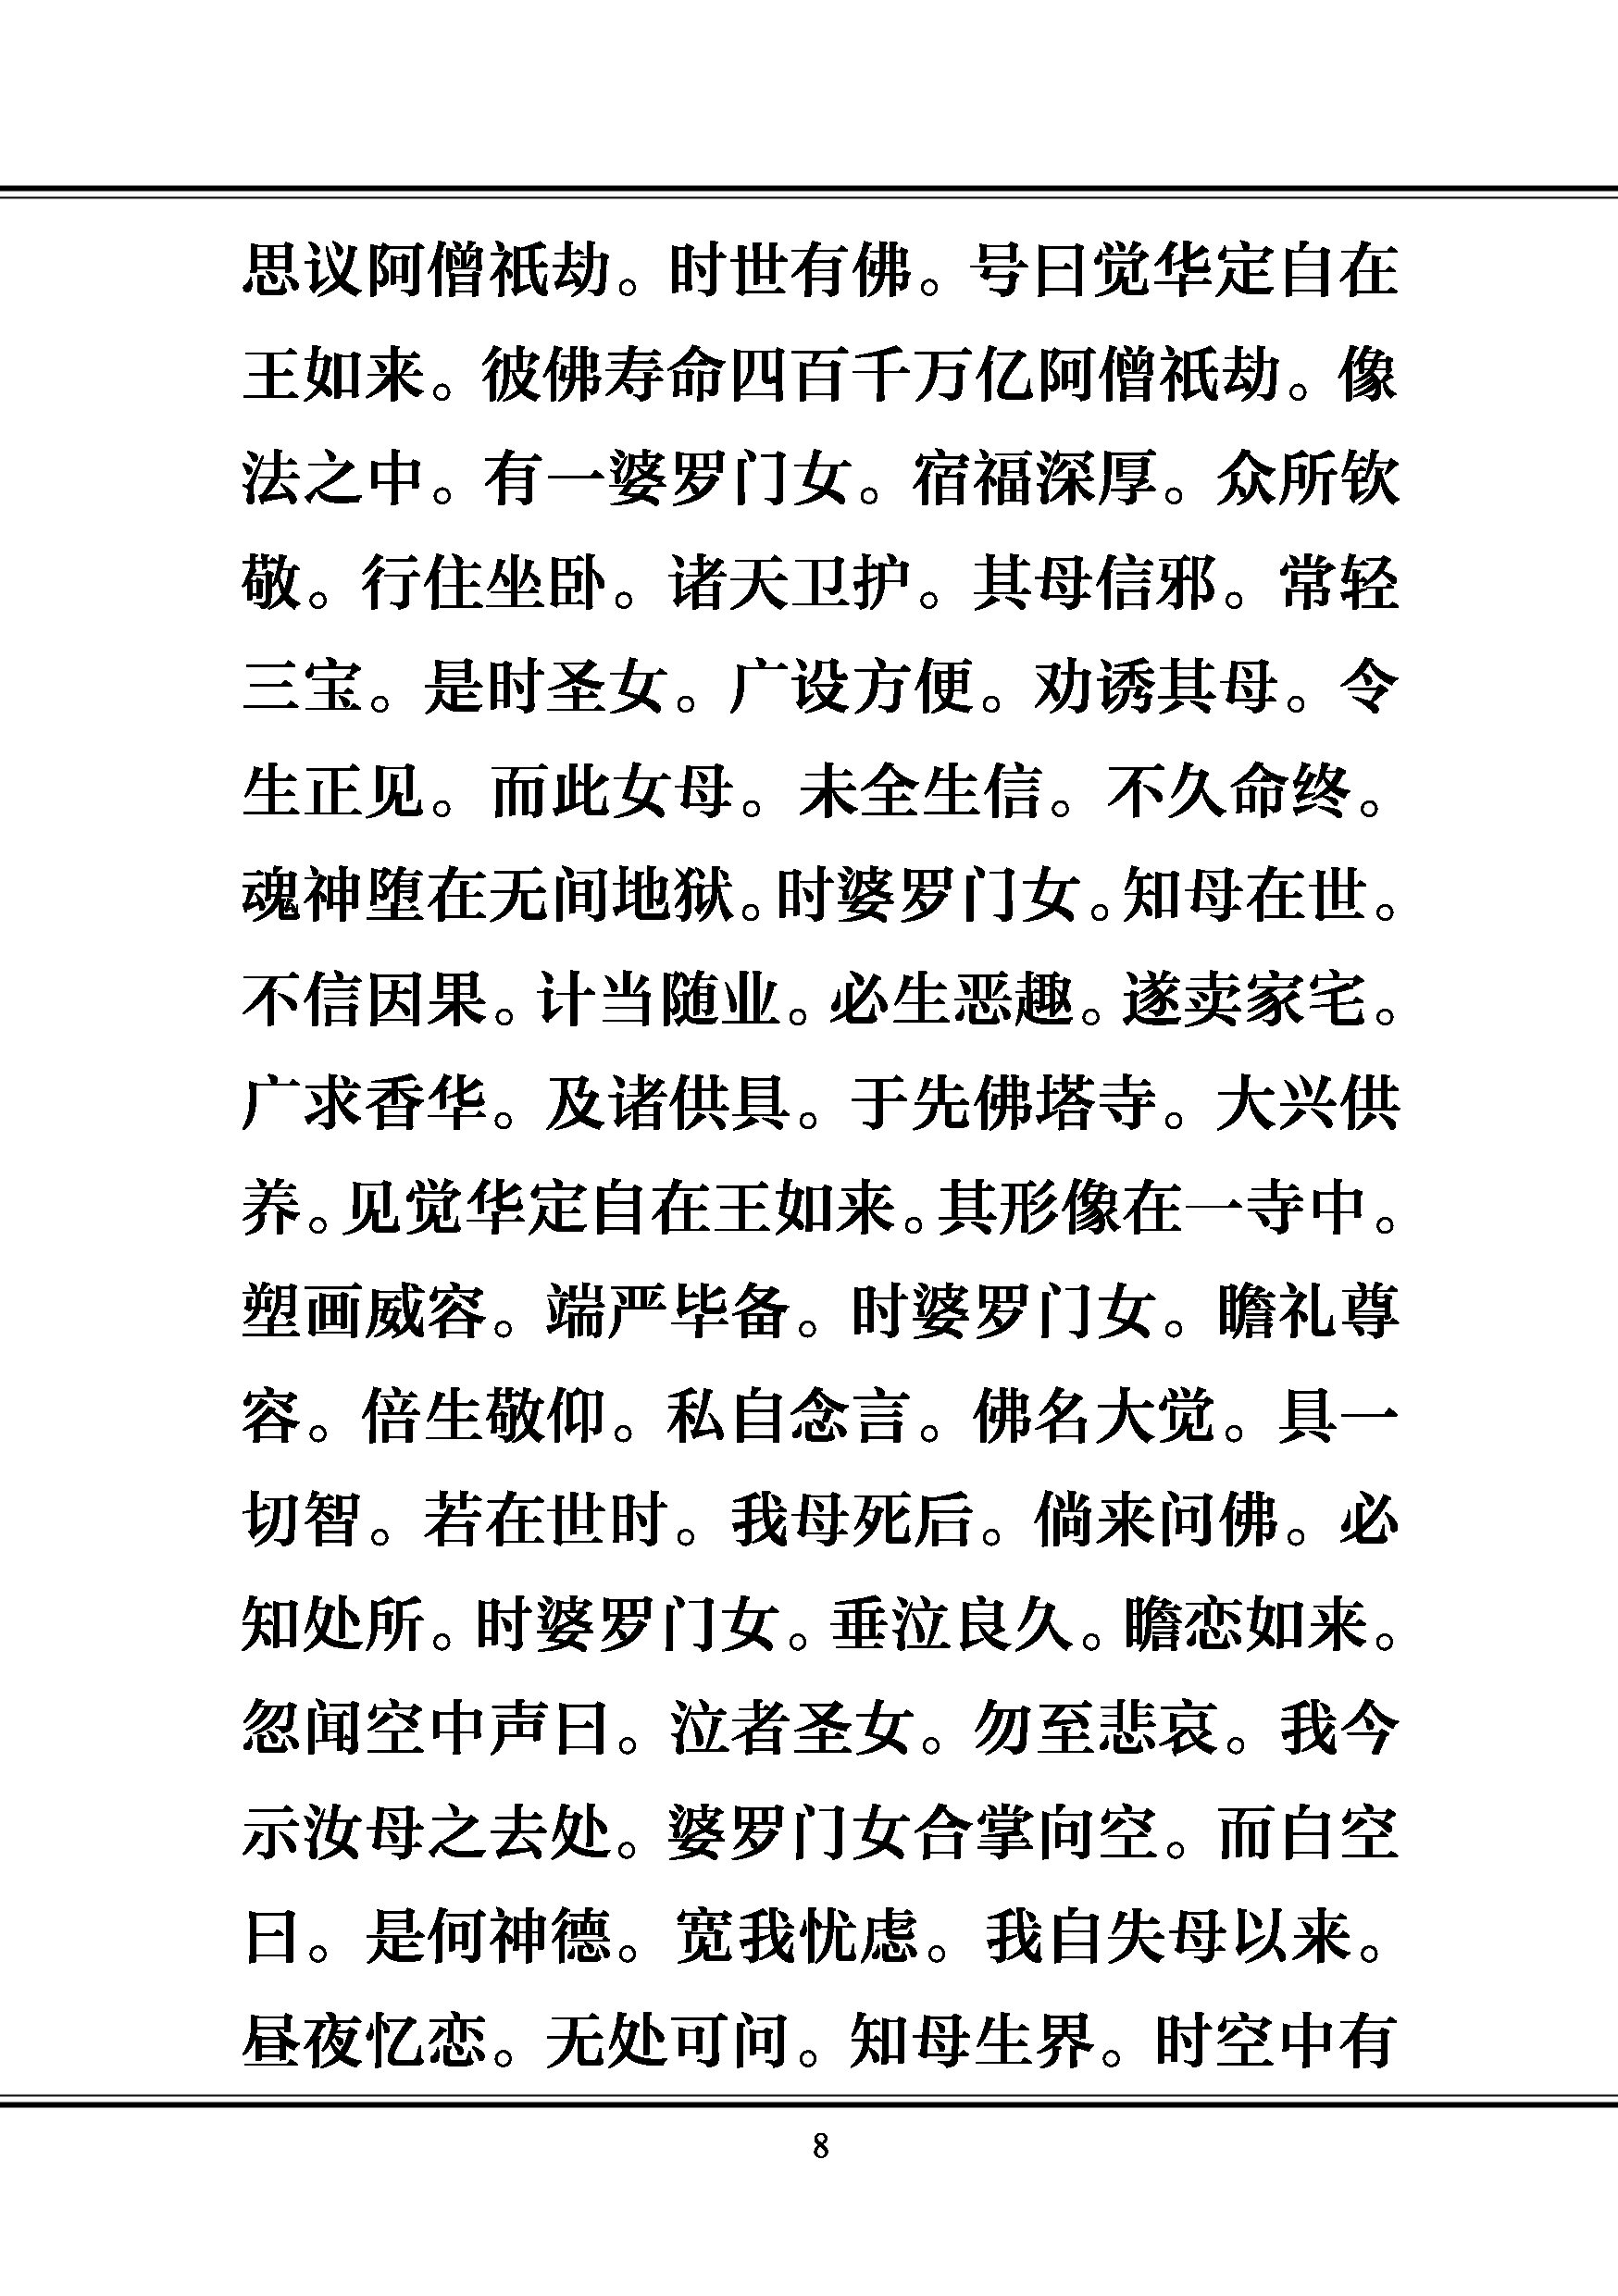 思议阿僧祇劫。时世有佛。号曰觉华定自在
王如来。彼佛寿命四百千万亿阿僧祇劫。像
法之中。有一婆罗门女。宿福深厚。众所钦
敬。行住坐卧。诸天卫护。其母信邪。常轻
三宝。是时圣女。广设方便。劝诱其母。令
生正见。而此女母。未全生信。不久命终。
魂神堕在无间地狱。时婆罗门女。知母在世。
不信因果。计当随业。必生恶趣。遂卖家宅。
广求香华。及诸供具。于先佛塔寺。大兴供
养。见觉华定自在王如来。其形像在一寺中。
塑画威容。端严毕备。时婆罗门女。瞻礼尊
容。倍生敬仰。私自念言。佛名大觉。具一
切智。若在世时。我母死后。倘来问佛。必
知处所。时婆罗门女。垂泣良久。瞻恋如来。
忽闻空中声曰。泣者圣女。勿至悲哀。我今
示汝母之去处。婆罗门女合掌向空。而白空
曰。是何神德。宽我忧虑。我自失母以来。
昼夜忆恋。无处可问。知母生界。时空中有
8